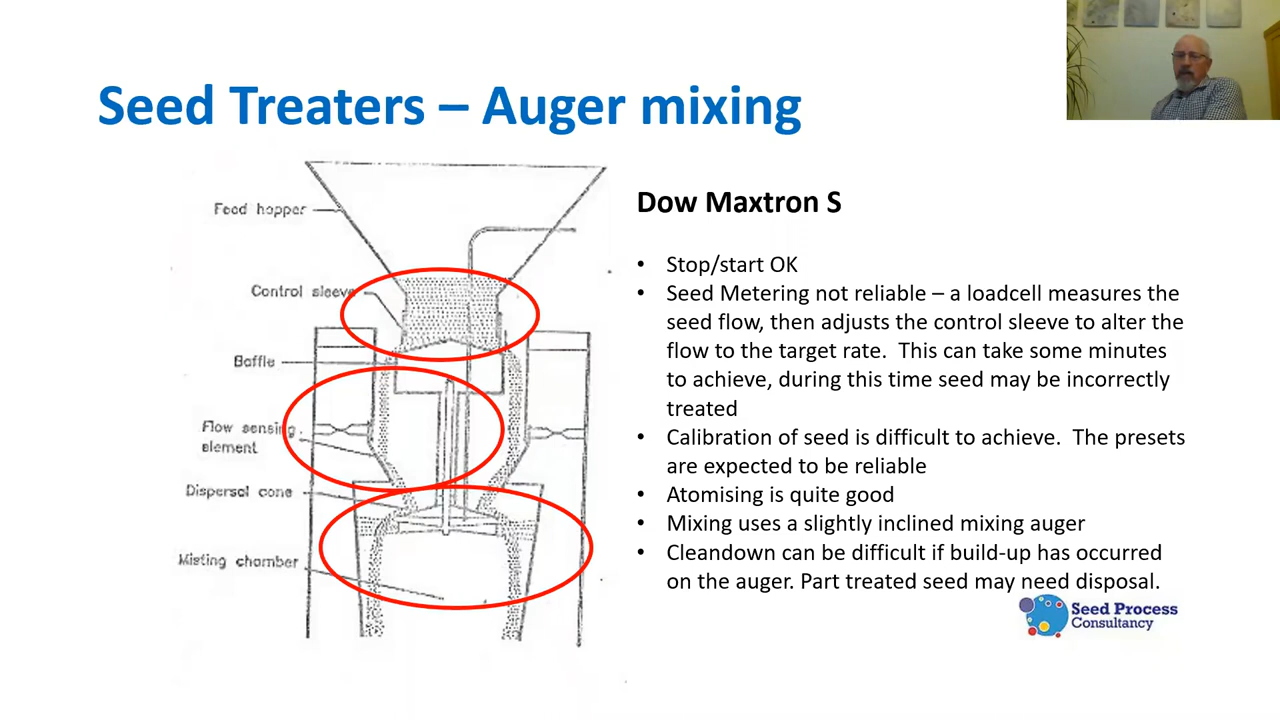 Seed Treaters – Auger mixing
Feed hopper
Control sleeve
Baffle
Flow sensing
element
Dispersal cone
Misting chamber
Dow Maxtron S
• Stop/start OK
• Seed Metering not reliable – a loadcell measures the
seed flow, then adjusts the control sleeve to alter the
flow to the target rate.  This can take some minutes
to achieve, during this time seed may be incorrectly
treated
• Calibration of seed is difficult to achieve.  The presets
are expected to be reliable
• Atomising is quite good
• Mixing uses a slightly inclined mixing auger
• Cleandown can be difficult if build-up has occurred
on the auger. Part treated seed may need disposal.
Seed Process
Consultancy